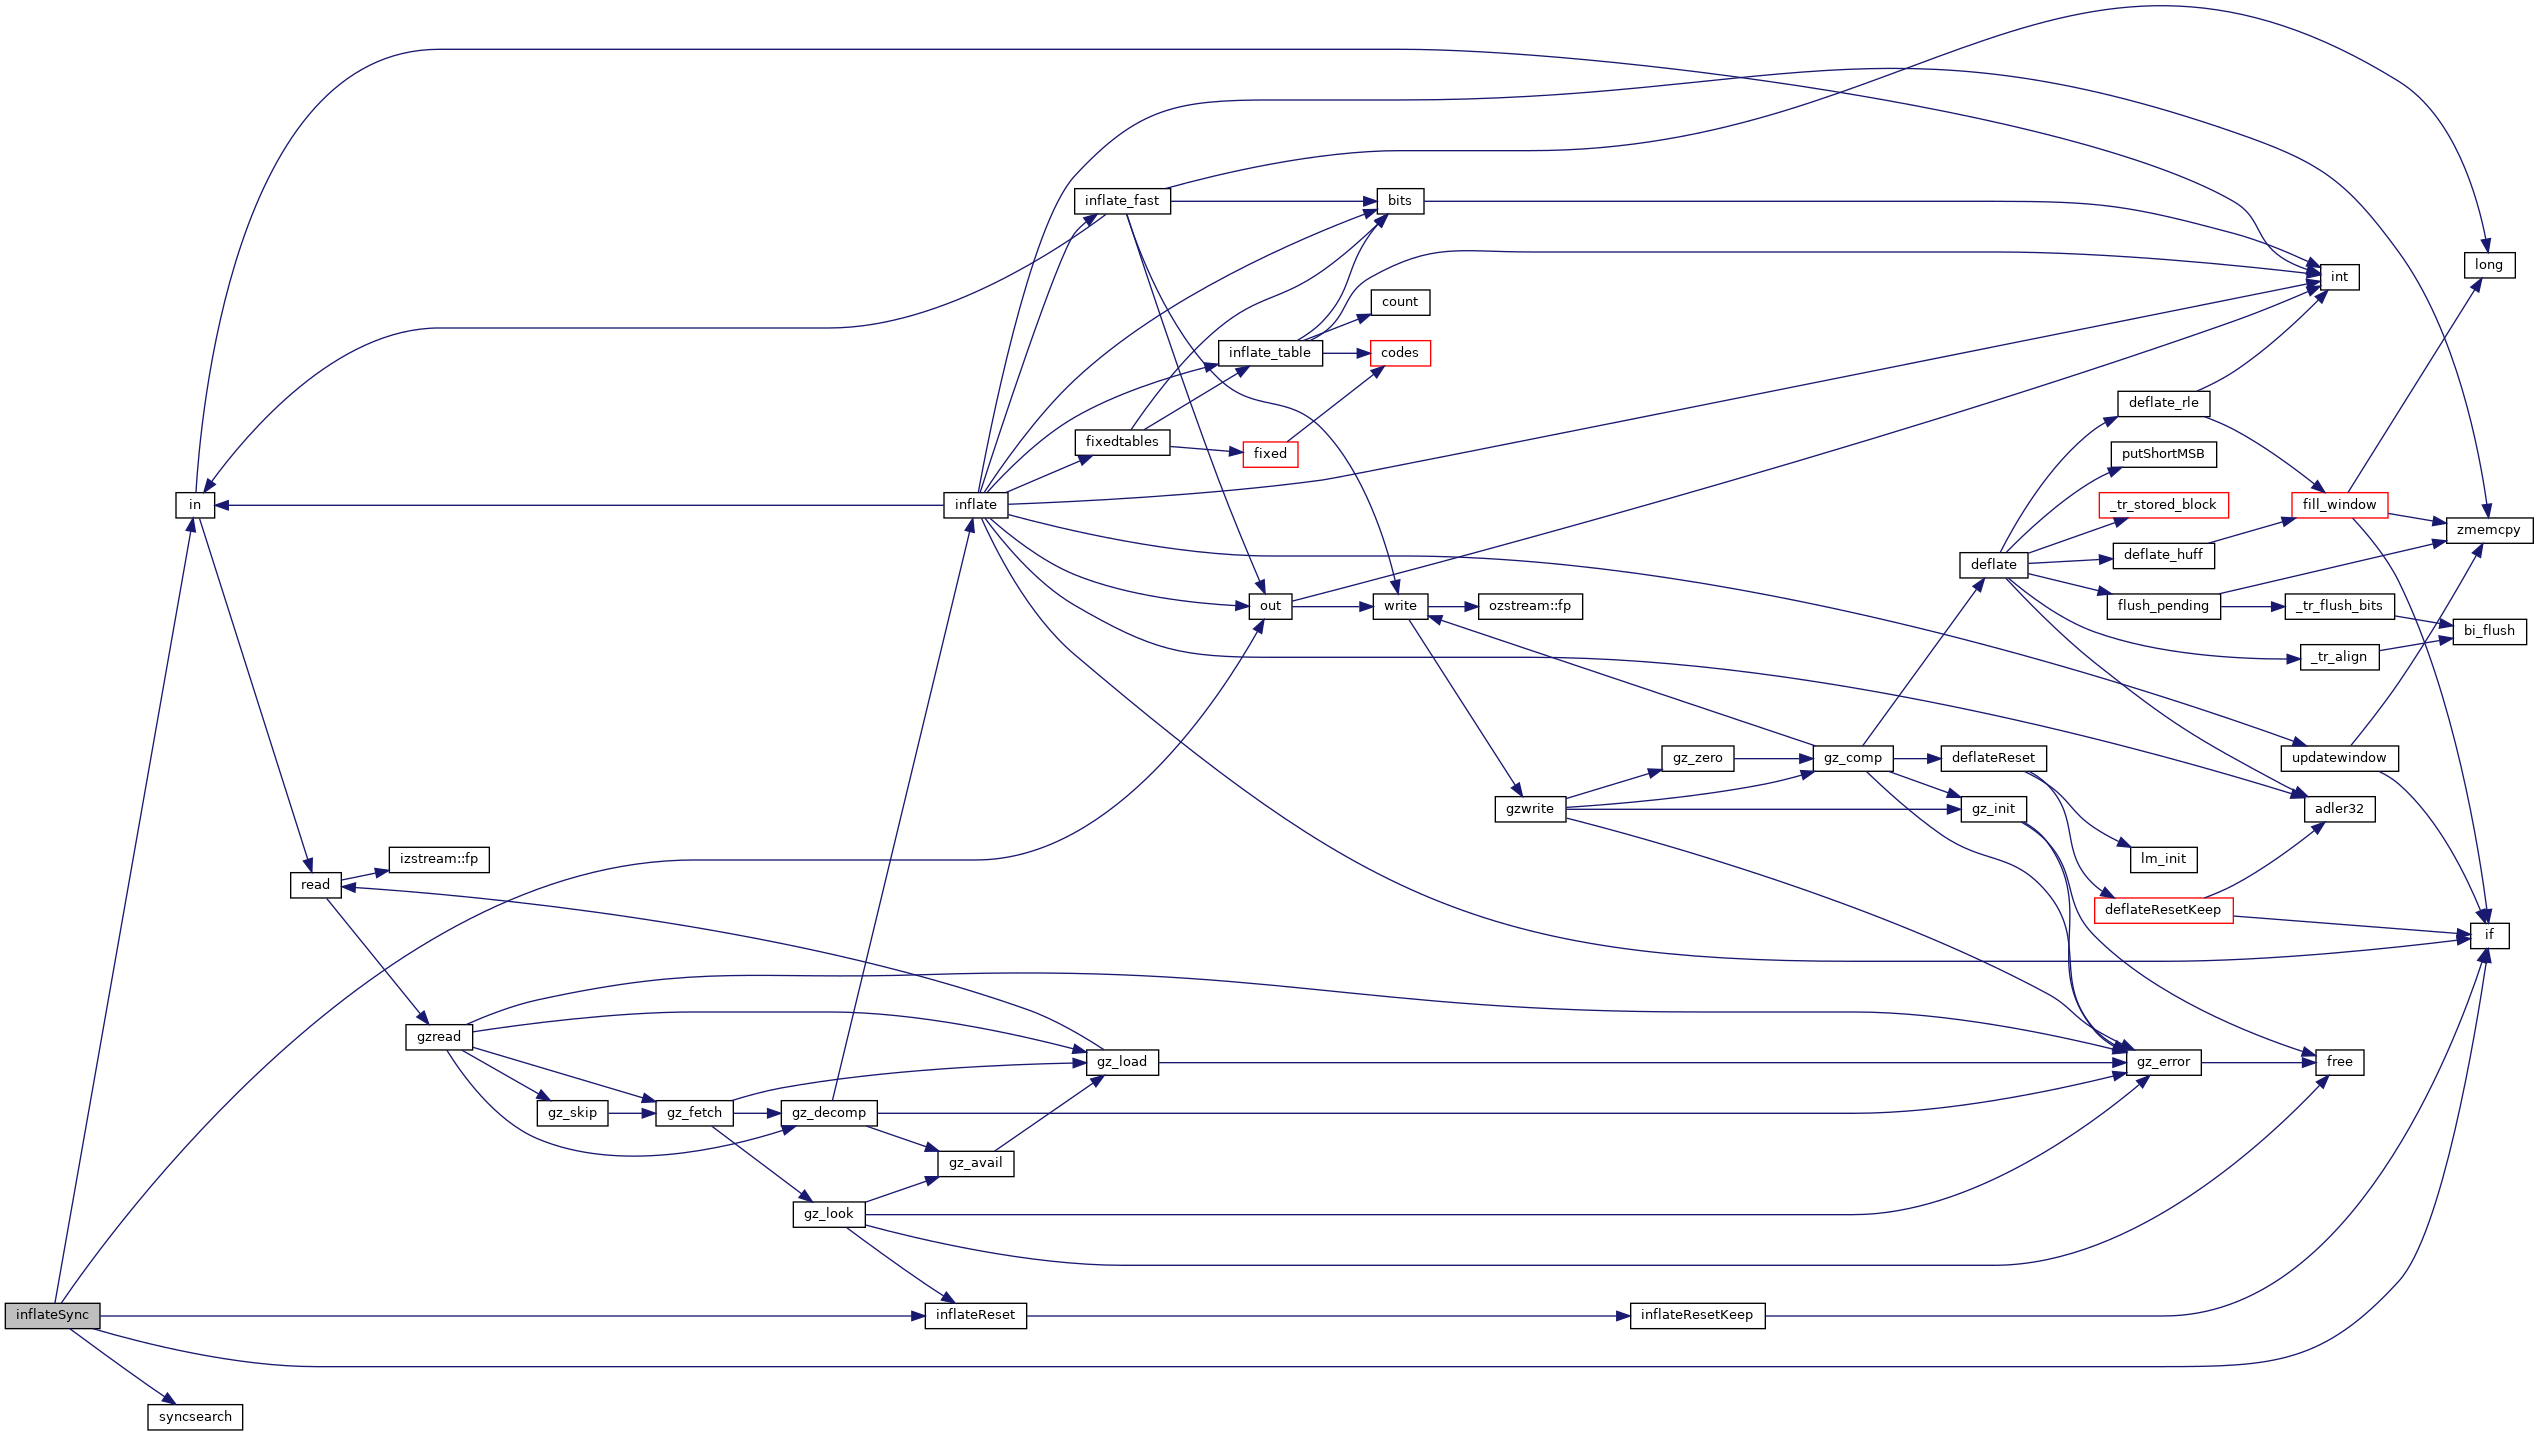 inflate_fast
bits
long
int
count
inflate_table
codes
deflate_rle
fixedtables
fixed
putShortMSB
in
inflate
_tr_stored_block
fill_window
zmemcpy
deflate_huff
deflate
out
write
ozstream::fp
flush_pending
_tr_flush_bits
bi_flush
_tr_align
gz_zero
gz_comp
deflateReset
updatewindow
gzwrite
gz_init
adler32
izstream::fp
lm_init
read
deflateResetKeep
if
gzread
gz_load
gz_error
free
gz_skip
gz_fetch
gz_decomp
gz_avail
gz_look
inflateSync
inflateReset
inflateResetKeep
syncsearch